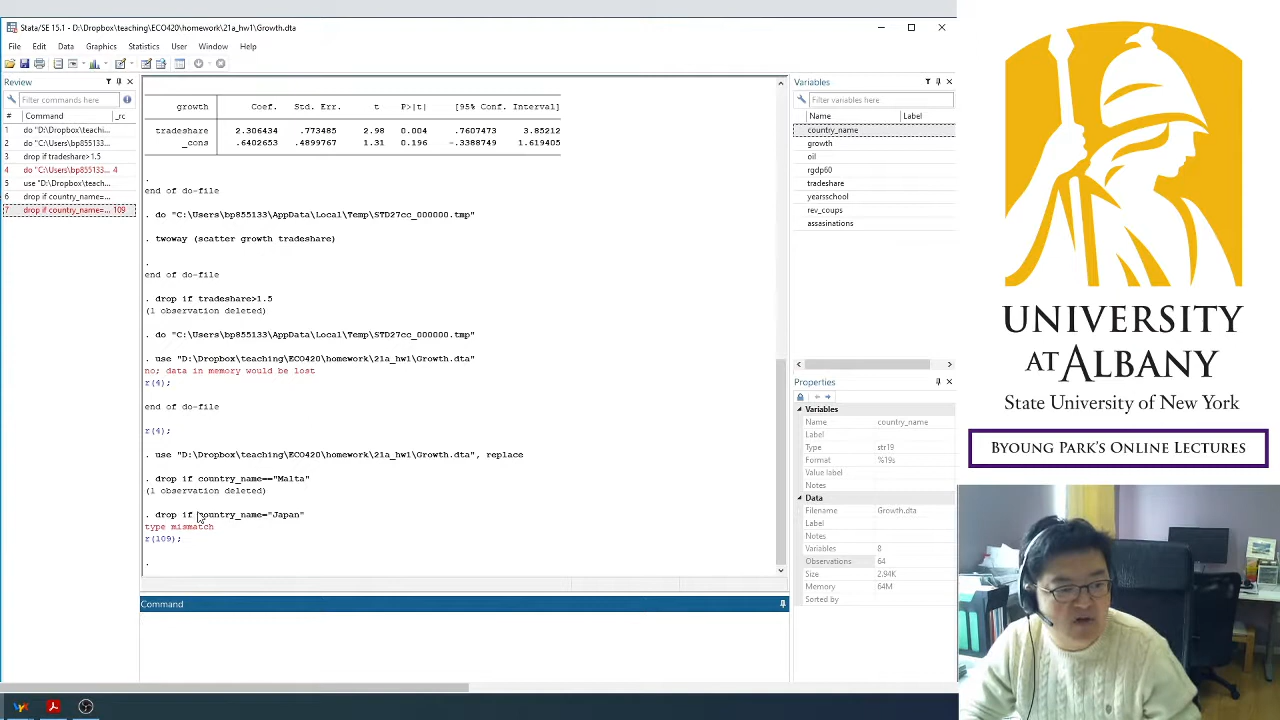 Stata/SE 15.1 - D:\Dropbox\teaching\ECO420\homework\21a_hw1\Growth.dta
File Edit Data Graphics Statistics User Window Help
Review
Filter commands here
# Command _rc
1 do "D:\Dropbox\teachi...
2 do "C:\Users\bp855133...
3 drop if tradeshare>1.5
4 do "C:\Users\bp855133... 4
5 use "D:\Dropbox\teach...
6 drop if country_name=...
7 drop if country_name=... 109
growth Coef. Std. Err. t P>|t| [95% Conf. Interval]
tradeshare 2.306434 .773485 2.98 0.004 .7607473 3.85212
_cons .6402653 .4899767 1.31 0.196 -.3388749 1.619405
.
end of do-file
. do "C:\Users\bp855133\AppData\Local\Temp\STD27cc_000000.tmp"
. twoway (scatter growth tradeshare)
.
end of do-file
. drop if tradeshare>1.5
(1 observation deleted)
. do "C:\Users\bp855133\AppData\Local\Temp\STD27cc_000000.tmp"
. use "D:\Dropbox\teaching\ECO420\homework\21a_hw1\Growth.dta"
no; data in memory would be lost
r(4);
end of do-file
r(4);
. use "D:\Dropbox\teaching\ECO420\homework\21a_hw1\Growth.dta", replace
. drop if country_name=="Malta"
(1 observation deleted)
. drop if country_name="Japan"
type mismatch
r(109);
.
Command
Variables
Filter variables here
Name Label
country_name
growth
oil
rgdp60
tradeshare
yearsschool
rev_coups
assasinations
Properties
Variables
Name country_name
Label
Type str19
Format %19s
Value label
Notes
Data
Filename Growth.dta
Label
Notes
Variables 8
Observations 64
Size 2.94K
Memory 64M
Sorted by
UNIVERSITY
AT ALBANY
State University of New York
Byoung Park's Online Lectures